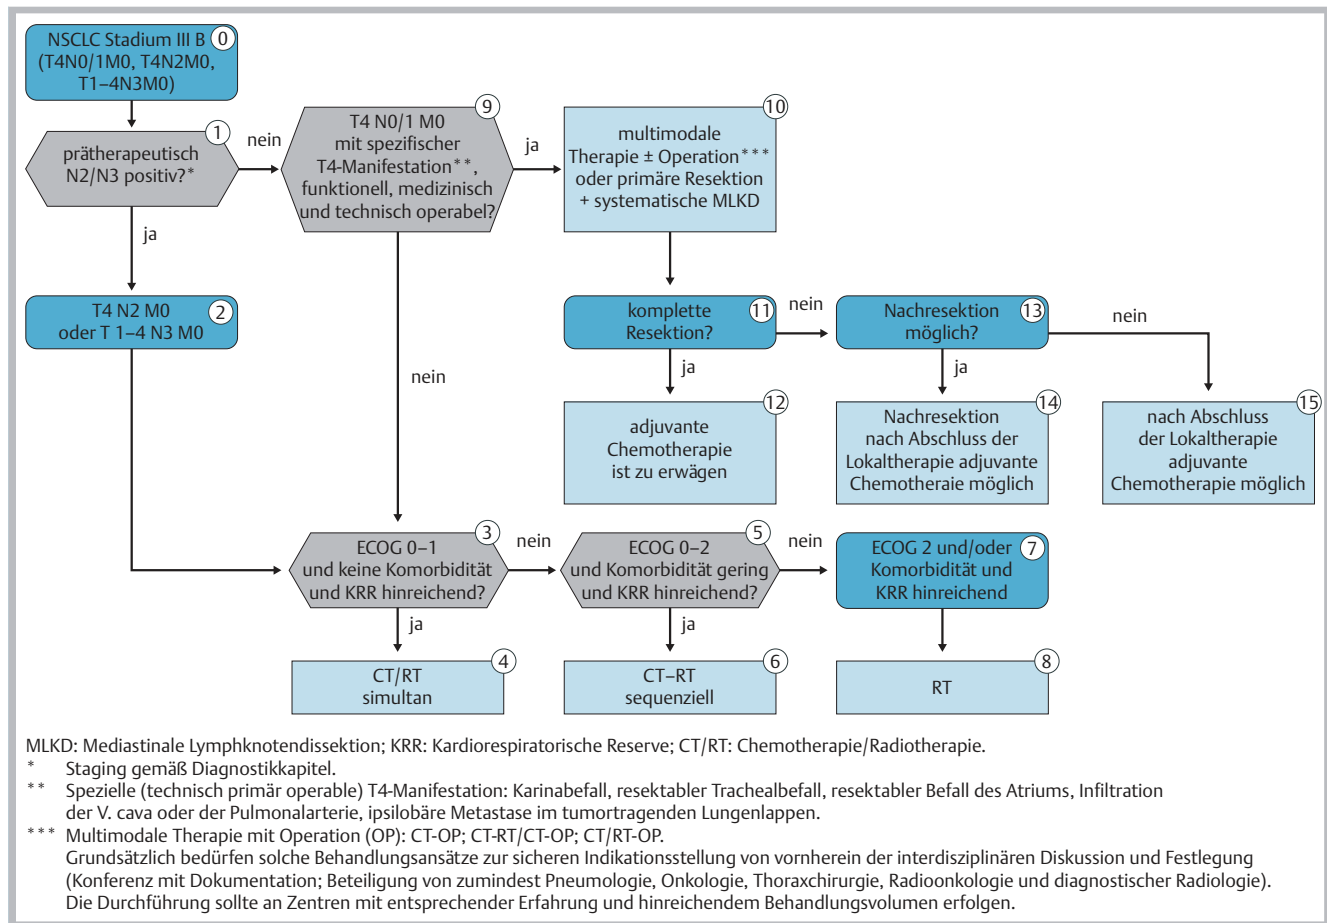 NSCLC Stadium III B
(T4N0/1M0, T4N2M0,
T1–4N3M0)
0
prätherapeutisch
N2/N3 positiv?*
1
nein
ja
T4 N0/1 M0
mit spezifischer
T4-Manifestation**,
funktionell, medizinisch
und technisch operabel?
9
ja
nein
multimodale
Therapie ± Operation***
oder primäre Resektion
+ systematische MLKD
10
T4 N2 M0
oder T 1–4 N3 M0
2
komplette
Resektion?
11
nein
ja
Nachresektion
möglich?
13
nein
ja
adjuvante
Chemotherapie
ist zu erwägen
12
Nachresektion
nach Abschluss der
Lokaltherapie adjuvante
Chemotheraie möglich
14
nach Abschluss
der Lokaltherapie
adjuvante
Chemotherapie möglich
15
ECOG 0–1
und keine Komorbidität
und KRR hinreichend?
3
nein
ja
ECOG 0–2
und Komorbidität gering
und KRR hinreichend?
5
nein
ja
ECOG 2 und/oder
Komorbidität und
KRR hinreichend
7
CT/RT
simultan
4
CT–RT
sequenziell
6
RT
8
MLKD: Mediastinale Lymphknotendissektion; KRR: Kardiorespiratorische Reserve; CT/RT: Chemotherapie/Radiotherapie.
* Staging gemäß Diagnostikkapitel.
** Spezielle (technisch primär operable) T4-Manifestation: Karinabefall, resektabler Trachealbefall, resektabler Befall des Atriums, Infiltration
der V. cava oder der Pulmonalarterie, ipsilobäre Metastase im tumortragenden Lungenlappen.
*** Multimodale Therapie mit Operation (OP): CT-OP; CT-RT/CT-OP; CT/RT-OP.
Grundsätzlich bedürfen solche Behandlungsansätze zur sicheren Indikationsstellung von vornherein der interdisziplinären Diskussion und Festlegung
(Konferenz mit Dokumentation; Beteiligung von zumindest Pneumologie, Onkologie, Thoraxchirurgie, Radioonkologie und diagnostischer Radiologie).
Die Durchführung sollte an Zentren mit entsprechender Erfahrung und hinreichendem Behandlungsvolumen erfolgen.